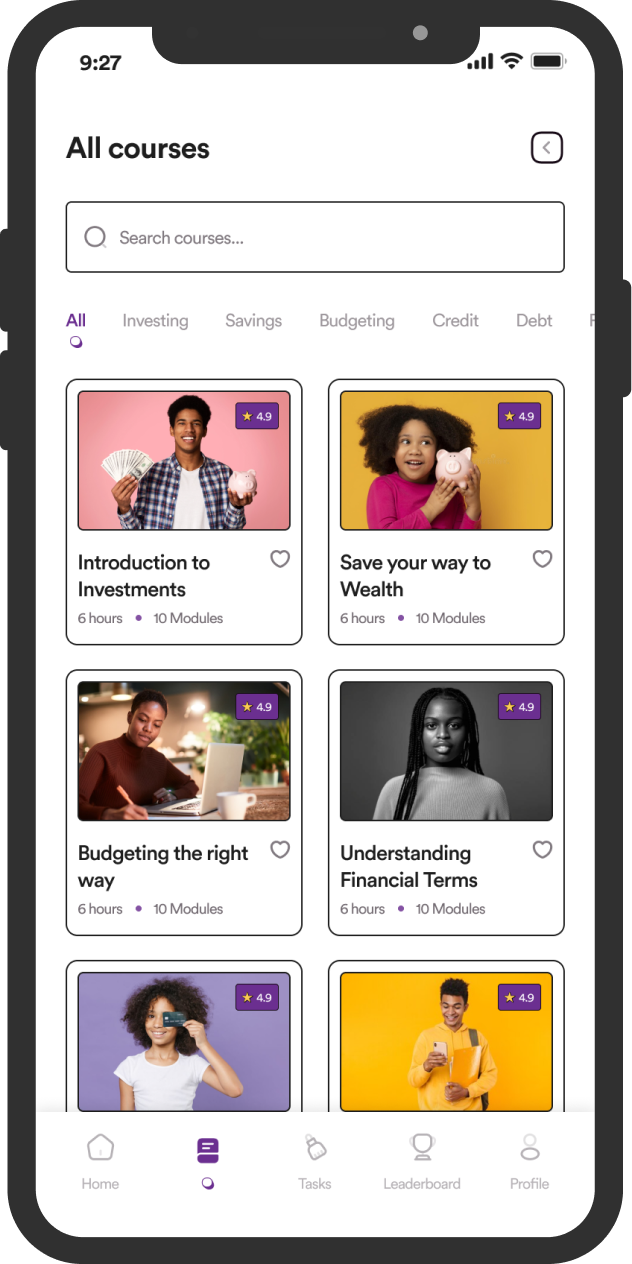 9:27
All courses
Search courses...
All Investing Savings Budgeting Credit Debt
4.9
4.9
Introduction to
Investments
6 hours • 10 Modules
Save your way to
Wealth
6 hours • 10 Modules
4.9
4.9
Budgeting the right
way
6 hours • 10 Modules
Understanding
Financial Terms
6 hours • 10 Modules
4.9
4.9
Home Tasks Leaderboard Profile